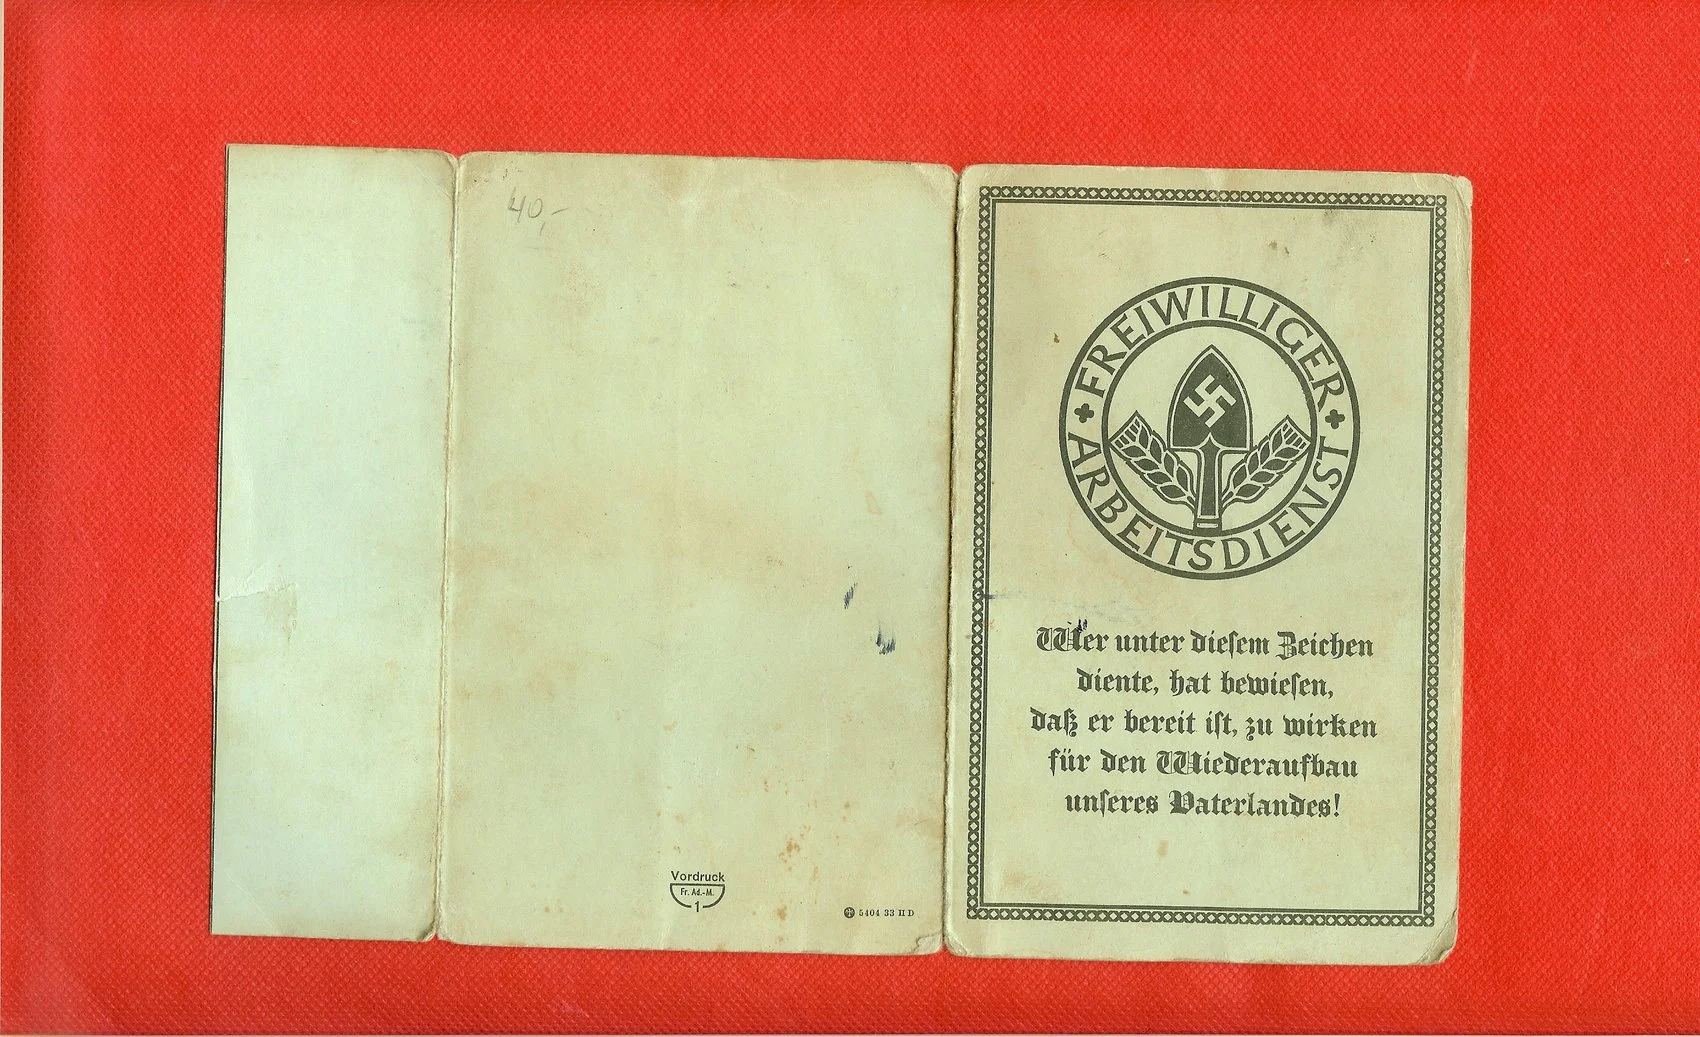 40,-
Vordruck
Fr. Ad.-M.
1
5404 33 II D
FREIWILLIGER
ARBEITSDIENST
Wer unter dieſem Zeichen
diente, hat bewieſen,
daß er bereit iſt, zu wirken
für den Wiederaufbau
unſeres Vaterlandes!